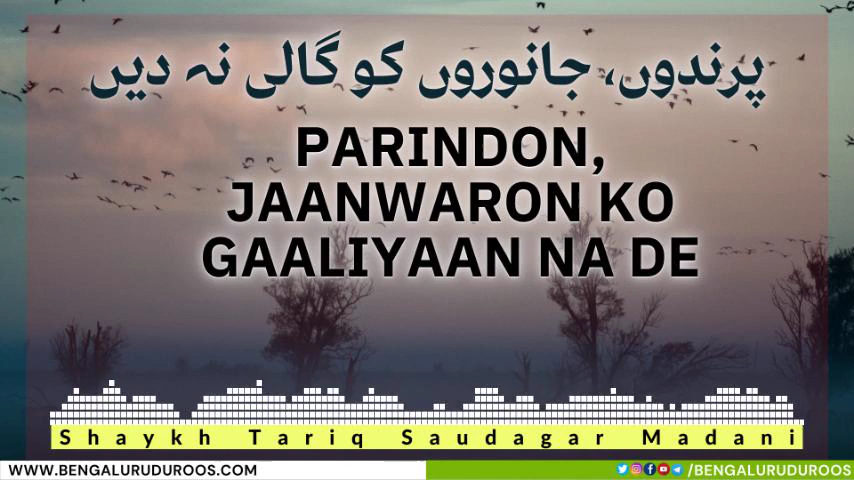 پرندوں، جانوروں کو گالی نہ دیں
PARINDON,
JAANWARON KO
GAALIYAAN NA DE
Shaykh Tariq Saudagar Madani
WWW.BENGALURUDUROOS.COM
/BENGALURUDUROOS